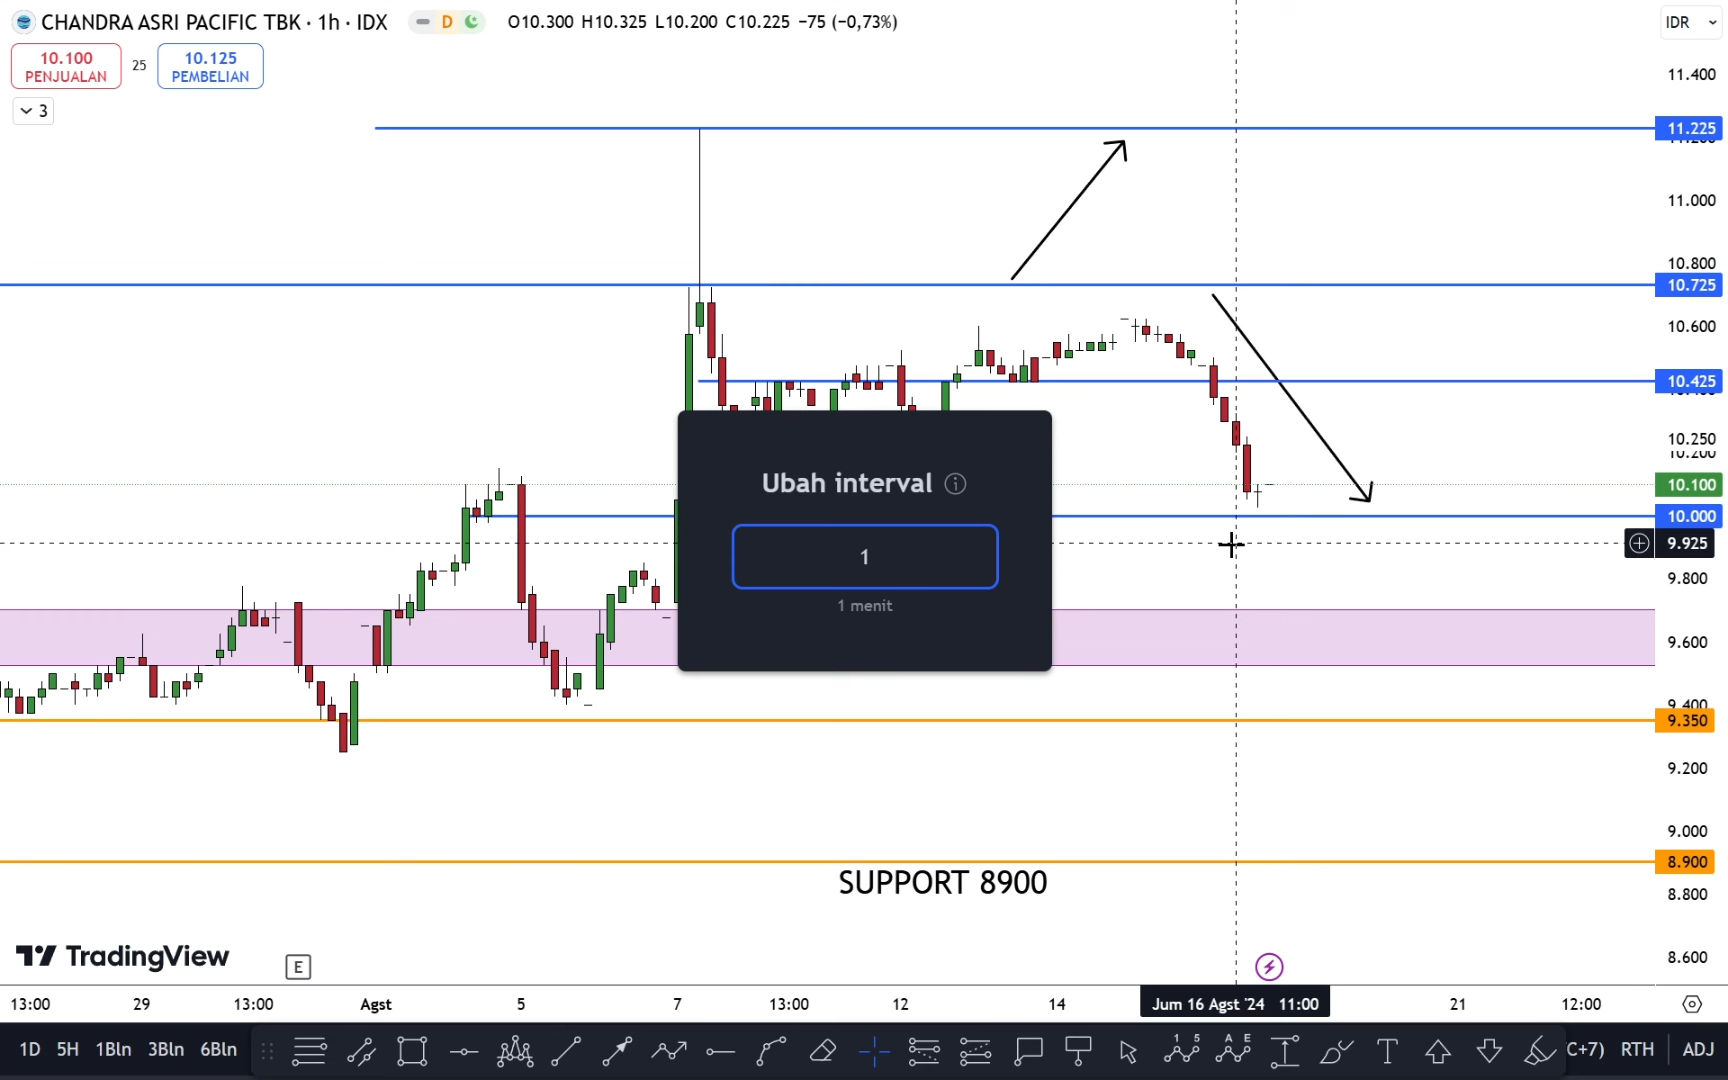 CHANDRA ASRI PACIFIC TBK · 1h · IDX
D
O10.300 H10.325 L10.200 C10.225 −75 (−0,73%)
IDR
10.100
PENJUALAN
25
10.125
PEMBELIAN
3
11.400
11.225
11.000
10.800
10.725
10.600
10.425
10.250
10.200
10.100
10.000
9.925
9.800
9.600
9.400
9.350
9.200
9.000
8.900
8.800
8.600
Ubah interval
1
1 menit
SUPPORT 8900
TradingView
E
13:00
29
13:00
Agst
5
7
13:00
12
14
Jum 16 Agst '24 11:00
21
12:00
1D 5H 1Bln 3Bln 6Bln
1 5
A E
T
C+7) RTH ADJ